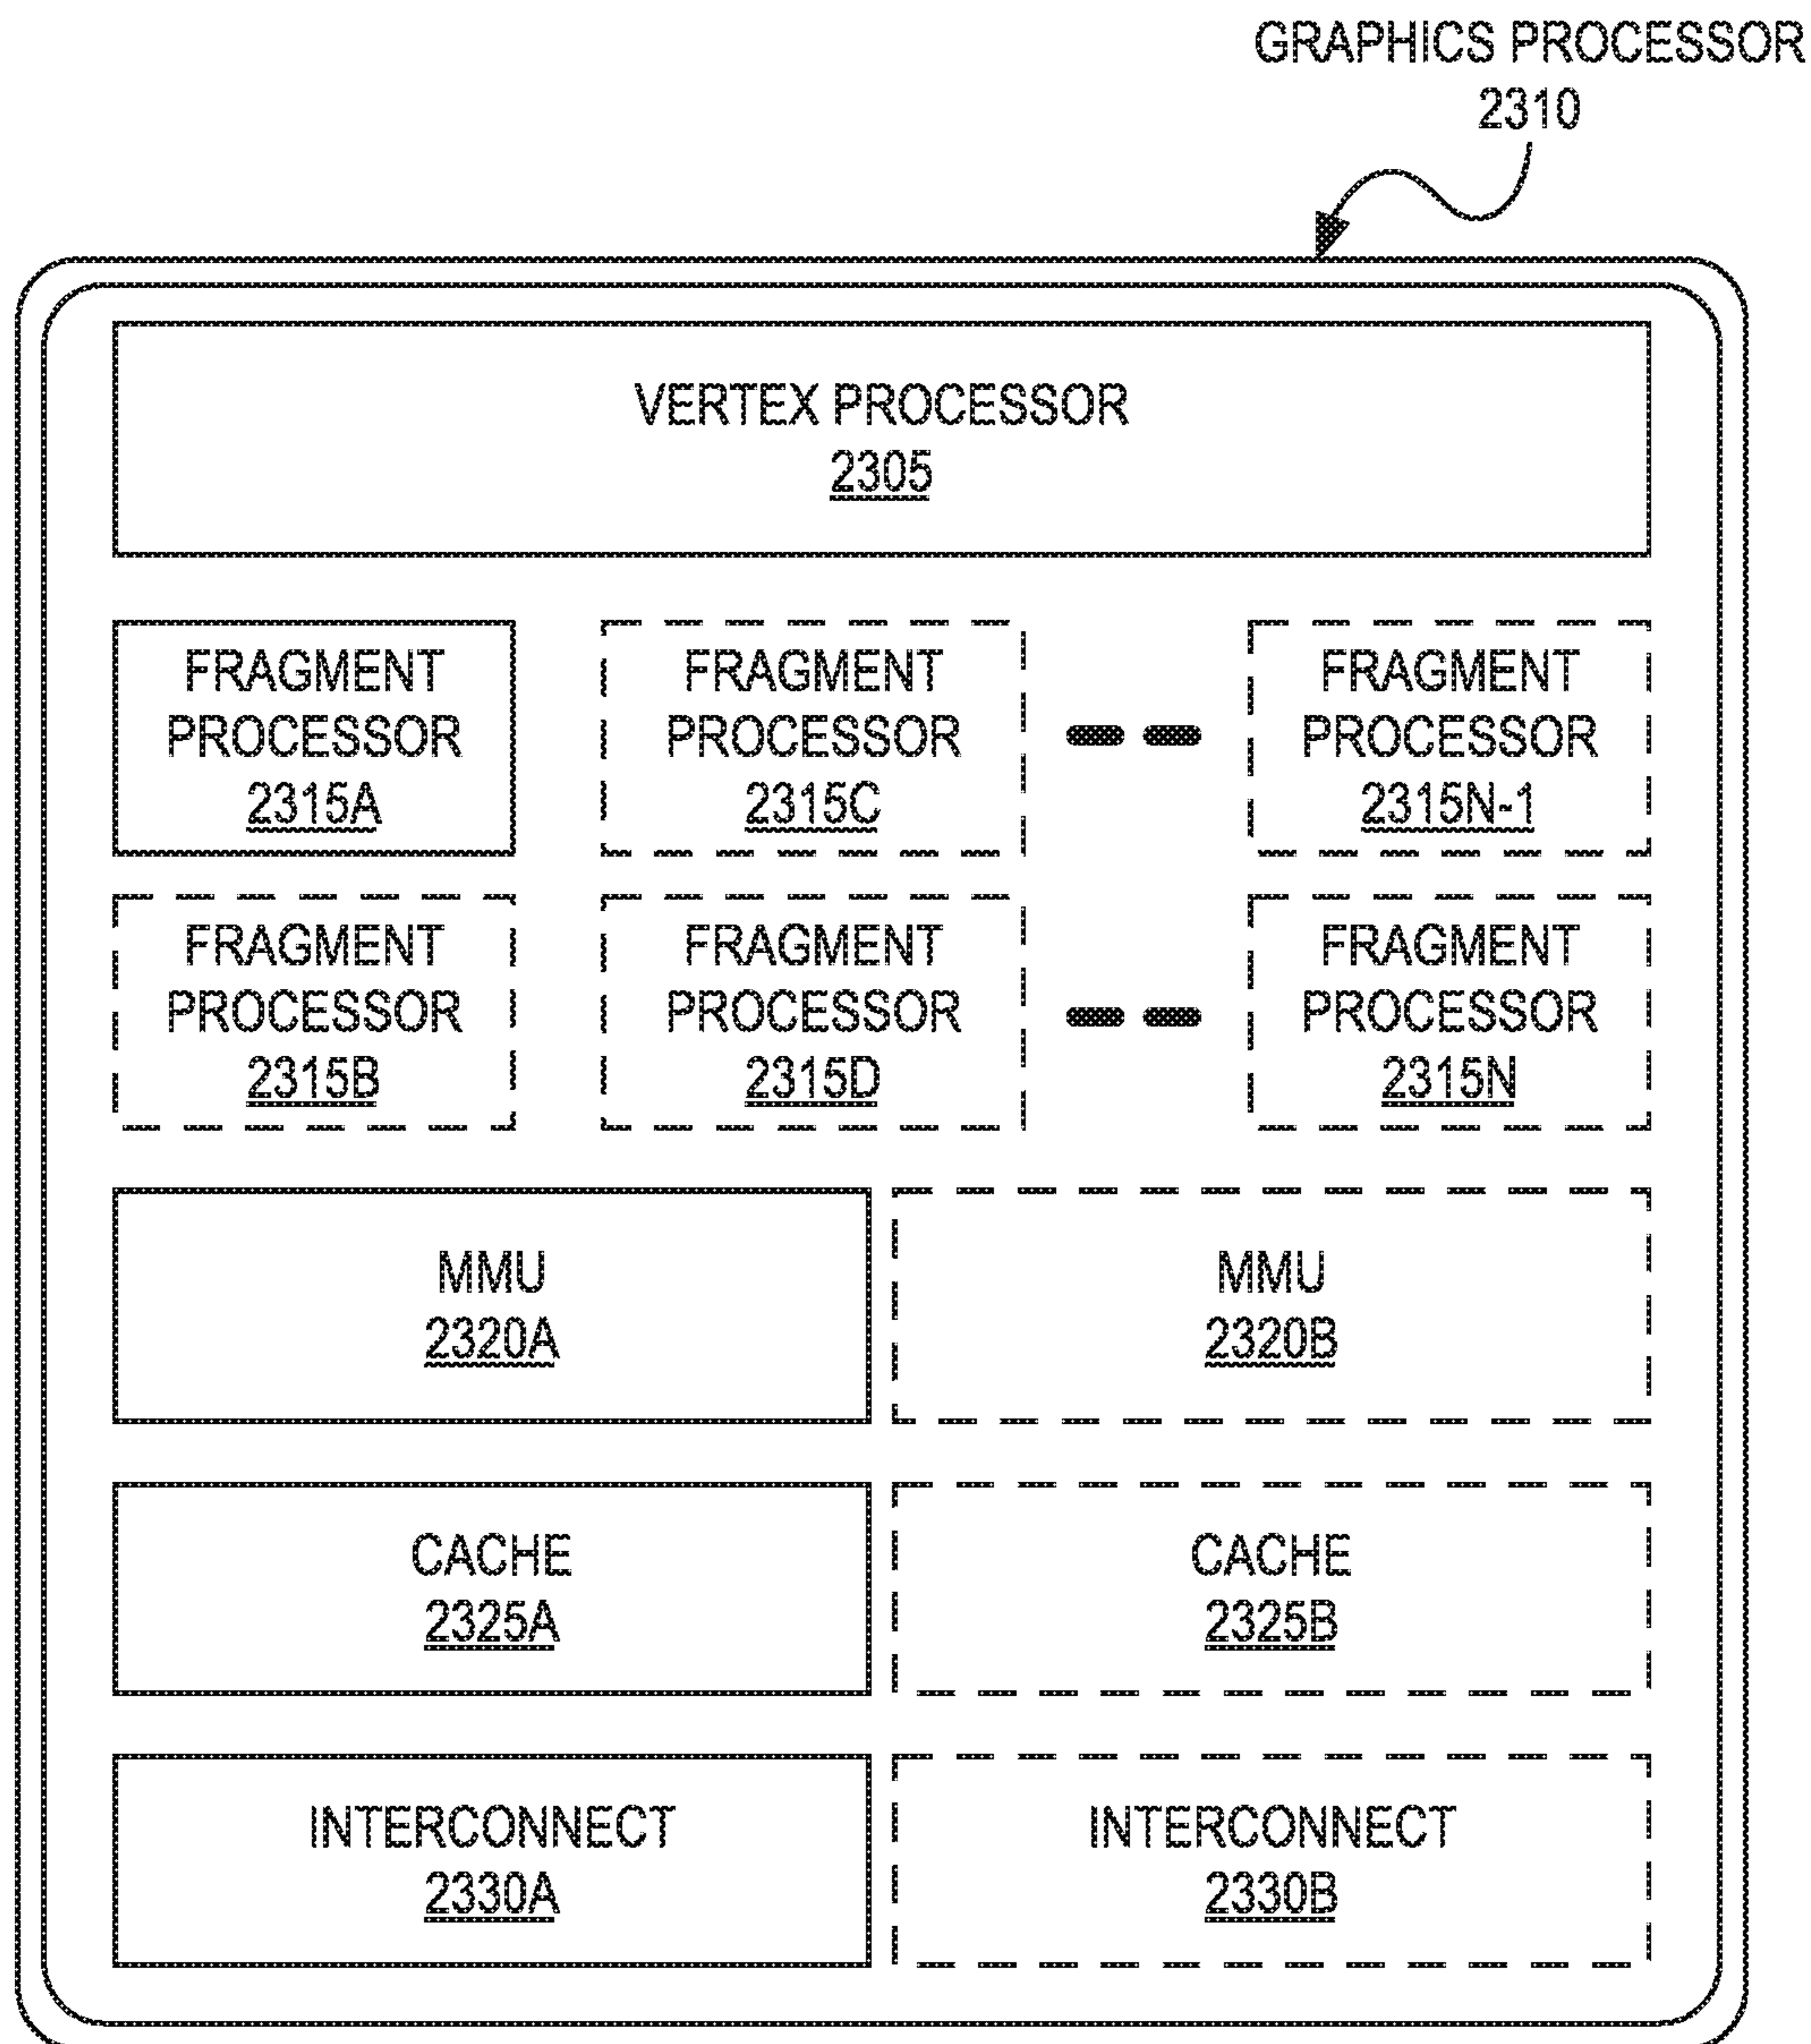 GRAPHICS PROCESSOR
2310
VERTEX PROCESSOR
2305
FRAGMENT
PROCESSOR
2315A
FRAGMENT
PROCESSOR
2315C
FRAGMENT
PROCESSOR
2315N-1
FRAGMENT
PROCESSOR
2315B
FRAGMENT
PROCESSOR
2315D
FRAGMENT
PROCESSOR
2315N
MMU
2320A
MMU
2320B
CACHE
2325A
CACHE
2325B
INTERCONNECT
2330A
INTERCONNECT
2330B